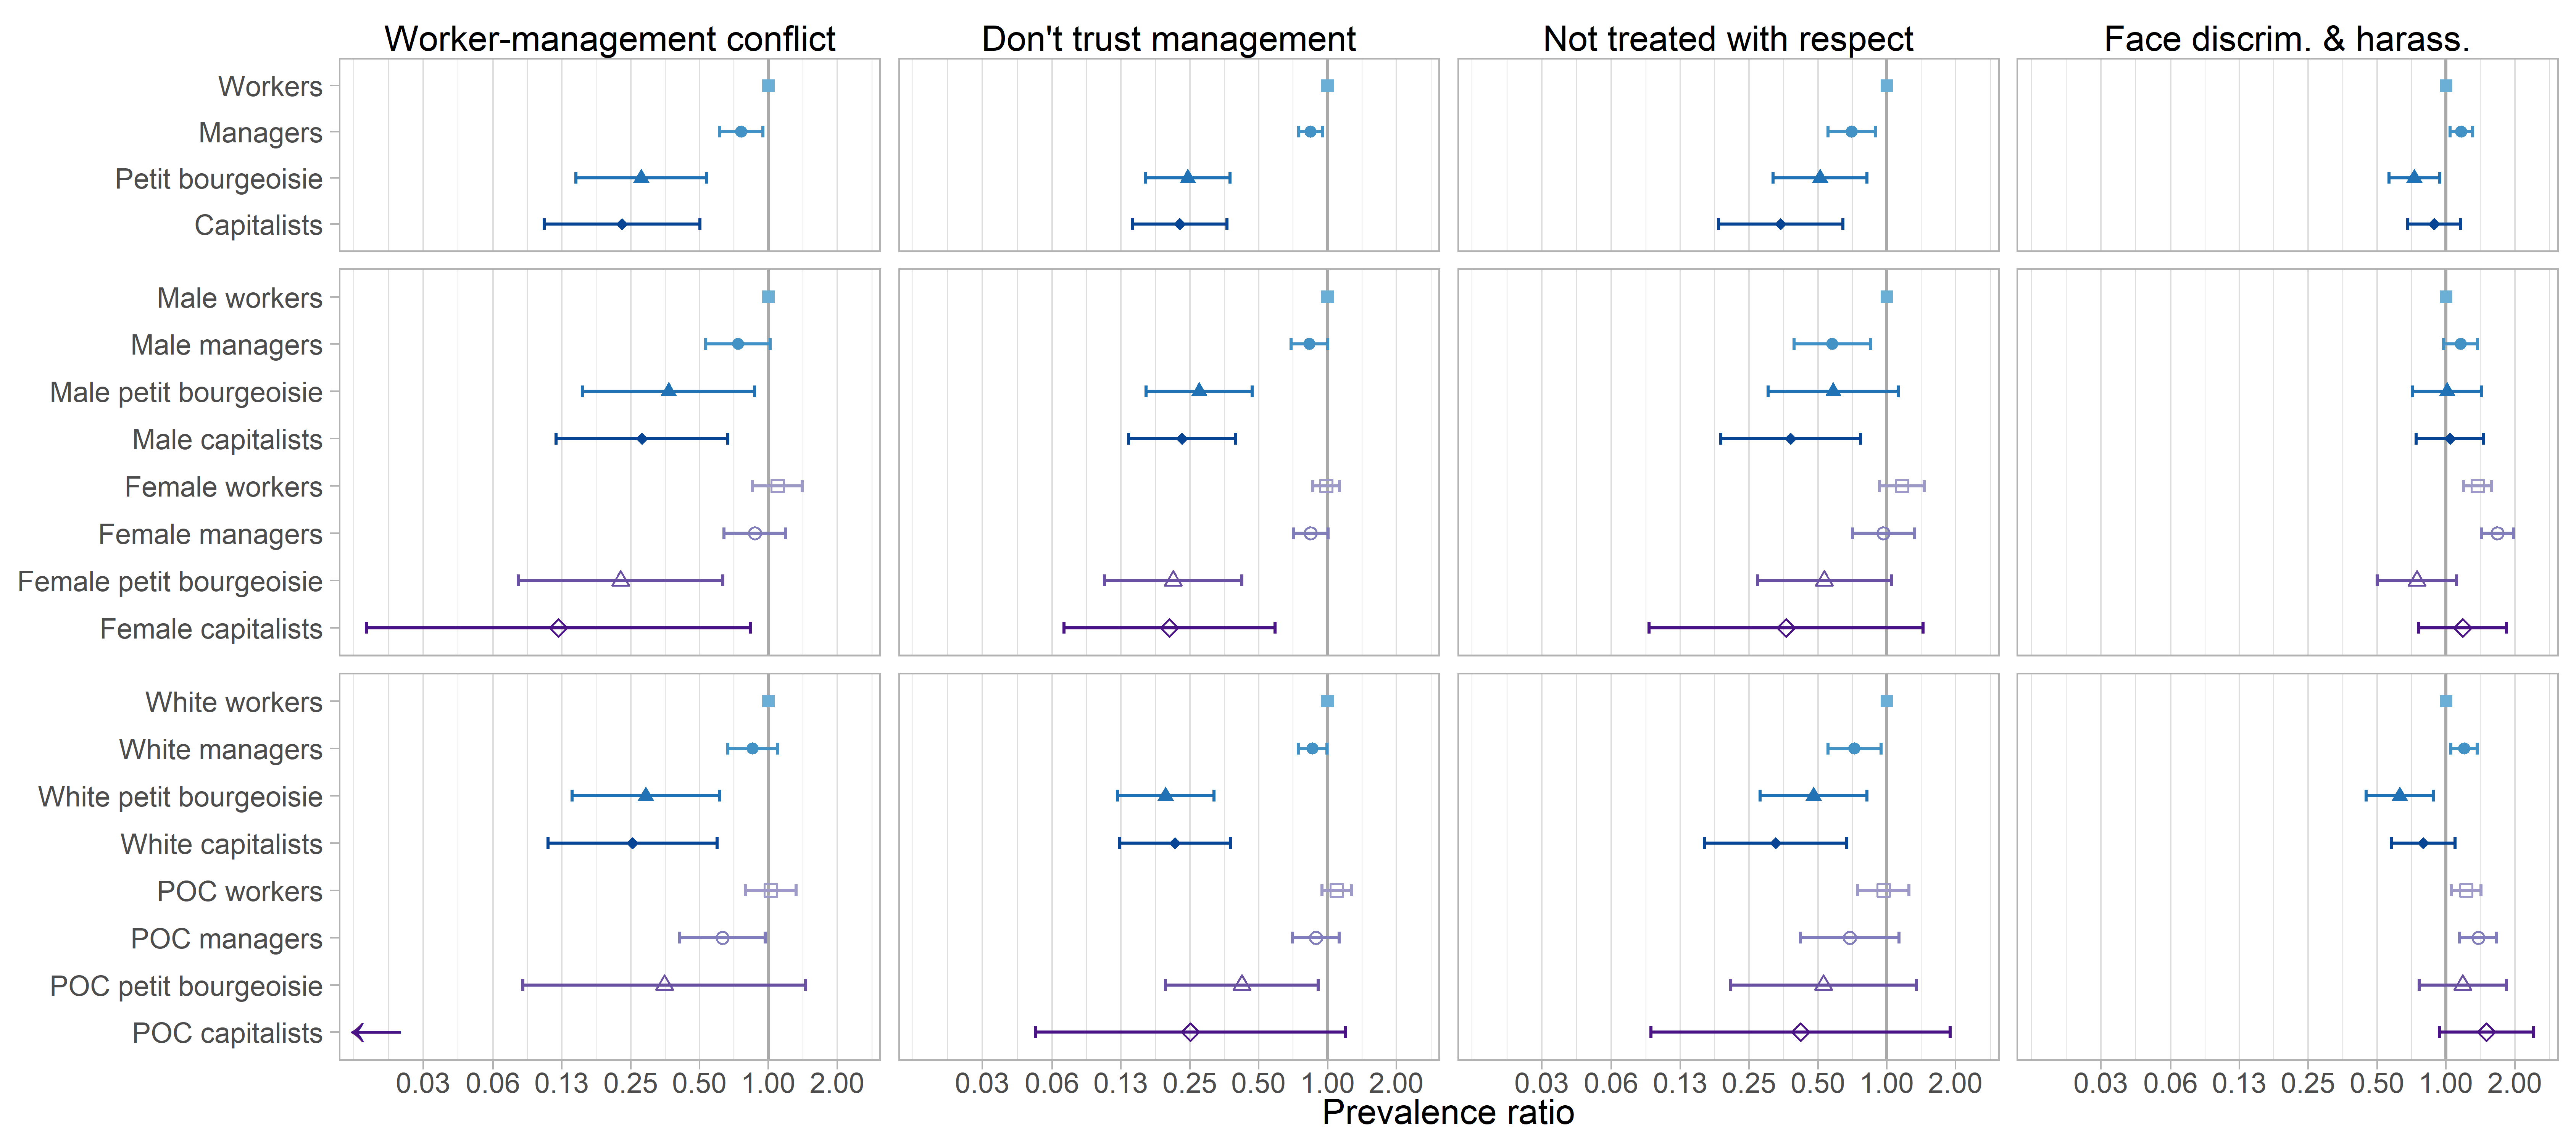 Worker-management conflict Don't trust management Not treated with respect Face discrim. & harass.
Workers
Managers
Petit bourgeoisie
Capitalists
Male workers
Male managers
Male petit bourgeoisie
Male capitalists
Female workers
Female managers
Female petit bourgeoisie
Female capitalists
White workers
White managers
White petit bourgeoisie
White capitalists
POC workers
POC managers
POC petit bourgeoisie
POC capitalists
0.03 0.06 0.13 0.25 0.50 1.00 2.00 0.03 0.06 0.13 0.25 0.50 1.00 2.00 0.03 0.06 0.13 0.25 0.50 1.00 2.00 0.03 0.06 0.13 0.25 0.50 1.00 2.00
Prevalence ratio